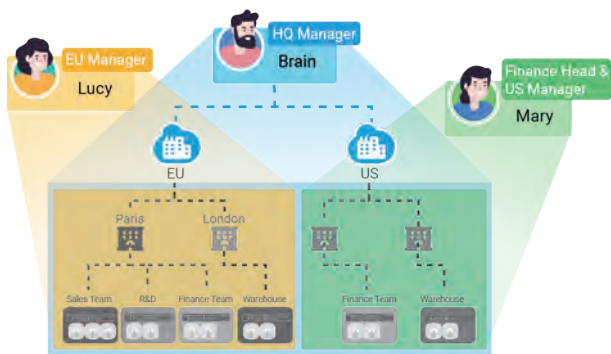 HQ Manager
Brain
EU Manager
Lucy
Finance Head &
US Manager
Mary
EU
US
Paris
London
Sales Team
R&D
Finance Team
Warehouse
Finance Team
Warehouse